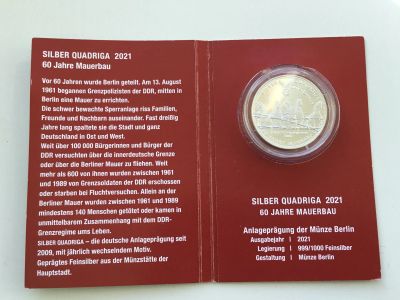 SILBER QUADRIGA 2021
60 Jahre Mauerbau
Vor 60 Jahren wurde Berlin geteilt. Am 13. August
1961 begannen Grenzpolizisten der DDR, mitten in
Berlin eine Mauer zu errichten.
Die schwer bewachte Sperranlage riss Familien,
Freunde und Nachbarn auseinander. Fast dreißig
Jahre lang spaltete sie die Stadt und ganz
Deutschland in Ost und West.
Weit über 100 000 Bürgerinnen und Bürger der
DDR versuchten über die innerdeutsche Grenze
oder über die Berliner Mauer zu fliehen. Weit
mehr als 600 von ihnen wurden zwischen 1961
und 1989 von Grenzsoldaten der DDR erschossen
oder starben bei Fluchtversuchen. Allein an der
Berliner Mauer wurden zwischen 1961 und 1989
mindestens 140 Menschen getötet oder kamen in
unmittelbarem Zusammenhang mit dem DDR-
Grenzregime ums Leben.
SILBER QUADRIGA – die deutsche Anlageprägung seit
2009, mit jährlich wechselndem Motiv.
Geprägtes Feinsilber aus der Münzstätte der
Hauptstadt.
SILBER QUADRIGA 2021
60 JAHRE MAUERBAU
Anlageprägung der Münze Berlin
Ausgabejahr | 2021
Legierung | 999/1000 Feinsilber
Gestaltung | Münze Berlin